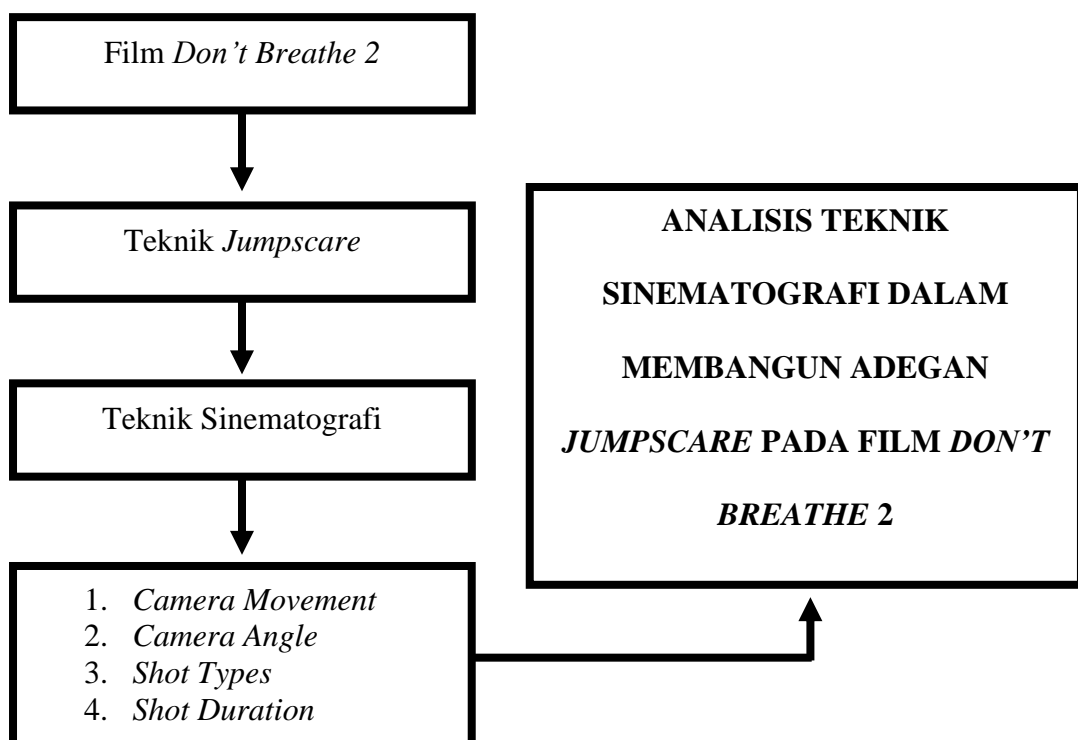 Film Don’t Breathe 2
Teknik Jumpscare
Teknik Sinematografi
1. Camera Movement
2. Camera Angle
3. Shot Types
4. Shot Duration
ANALISIS TEKNIK
SINEMATOGRAFI DALAM
MEMBANGUN ADEGAN
JUMPSCARE PADA FILM DON’T
BREATHE 2